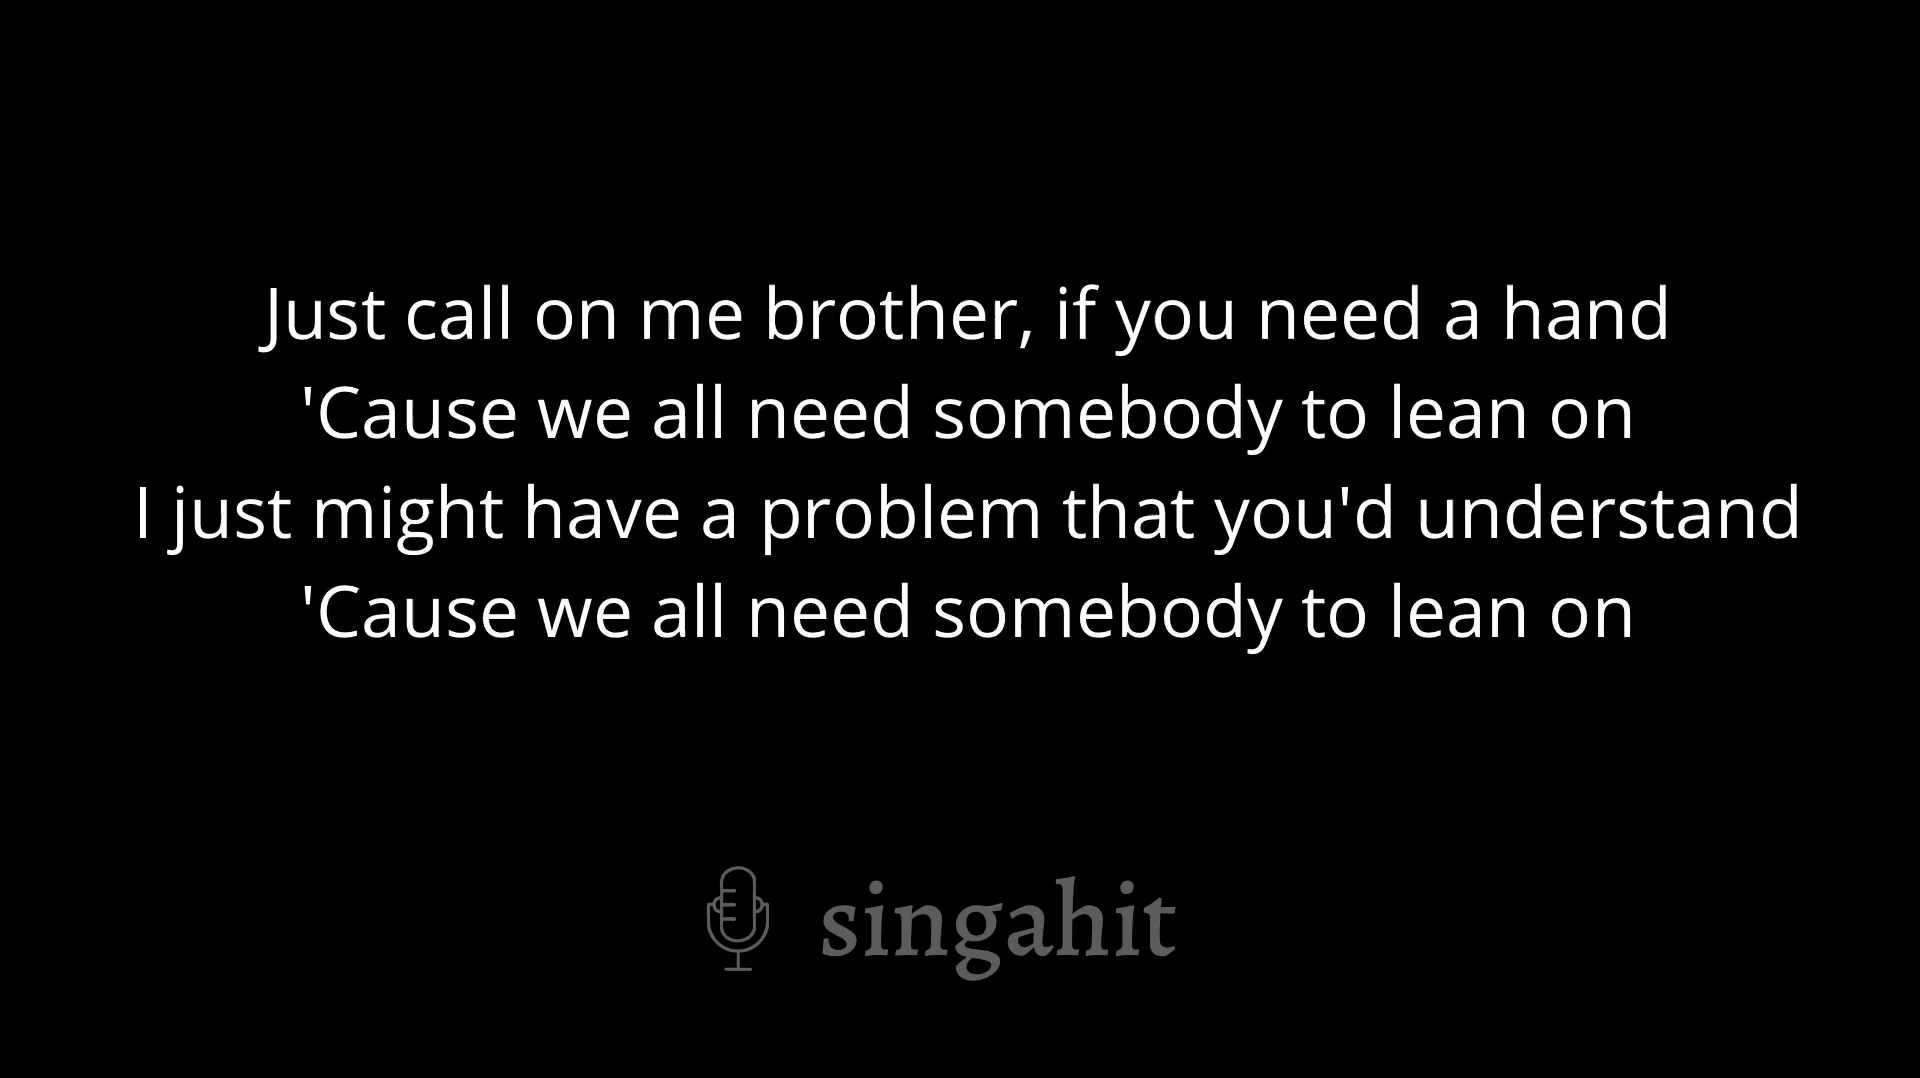 Just call on me brother, if you need a hand
'Cause we all need somebody to lean on
I just might have a problem that you'd understand
'Cause we all need somebody to lean on
singahit